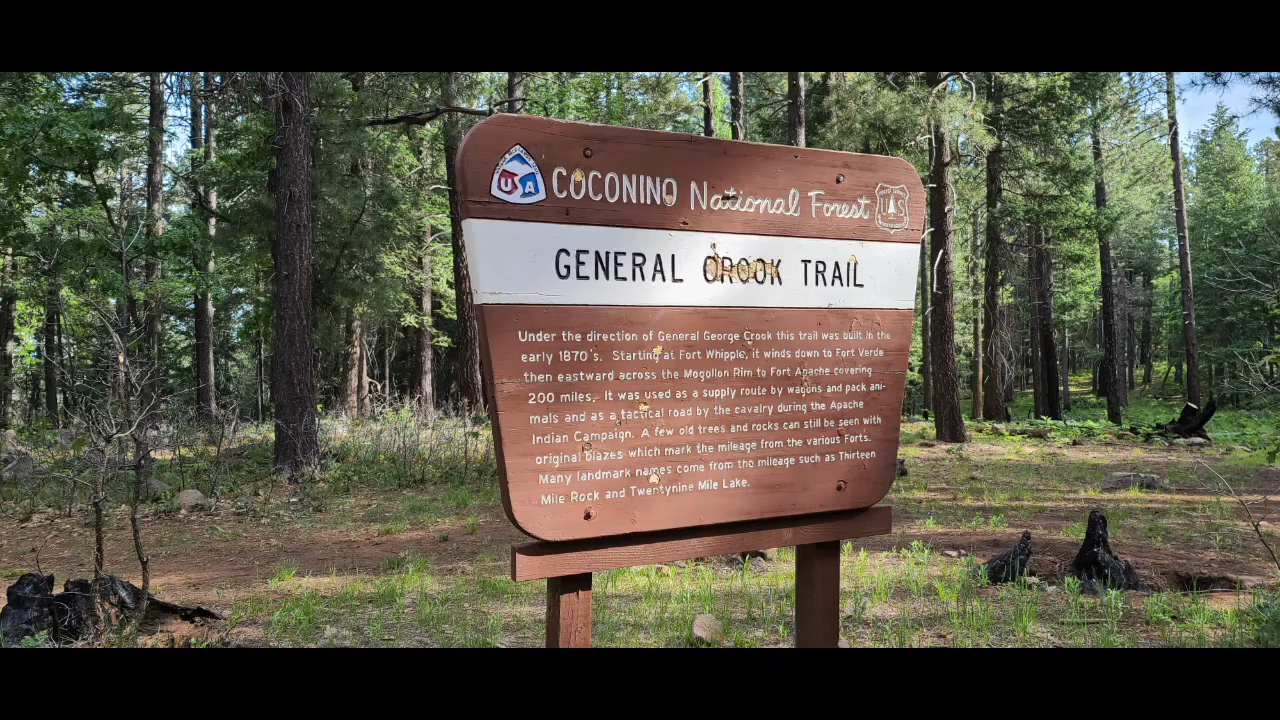 USA
COCONINO National Forest
US
GENERAL CROOK TRAIL
Under the direction of General George Crook this trail was built in the
early 1870's. Starting at Fort Whipple, it winds down to Fort Verde
then eastward across the Mogollon Rim to Fort Apache covering
200 miles. It was used as a supply route by wagons and pack ani-
mals and as a tactical road by the cavalry during the Apache
Indian Campaign. A few old trees and rocks can still be seen with
original blazes which mark the mileage from the various Forts.
Many landmark names come from the mileage such as Thirteen
Mile Rock and Twentynine Mile Lake.